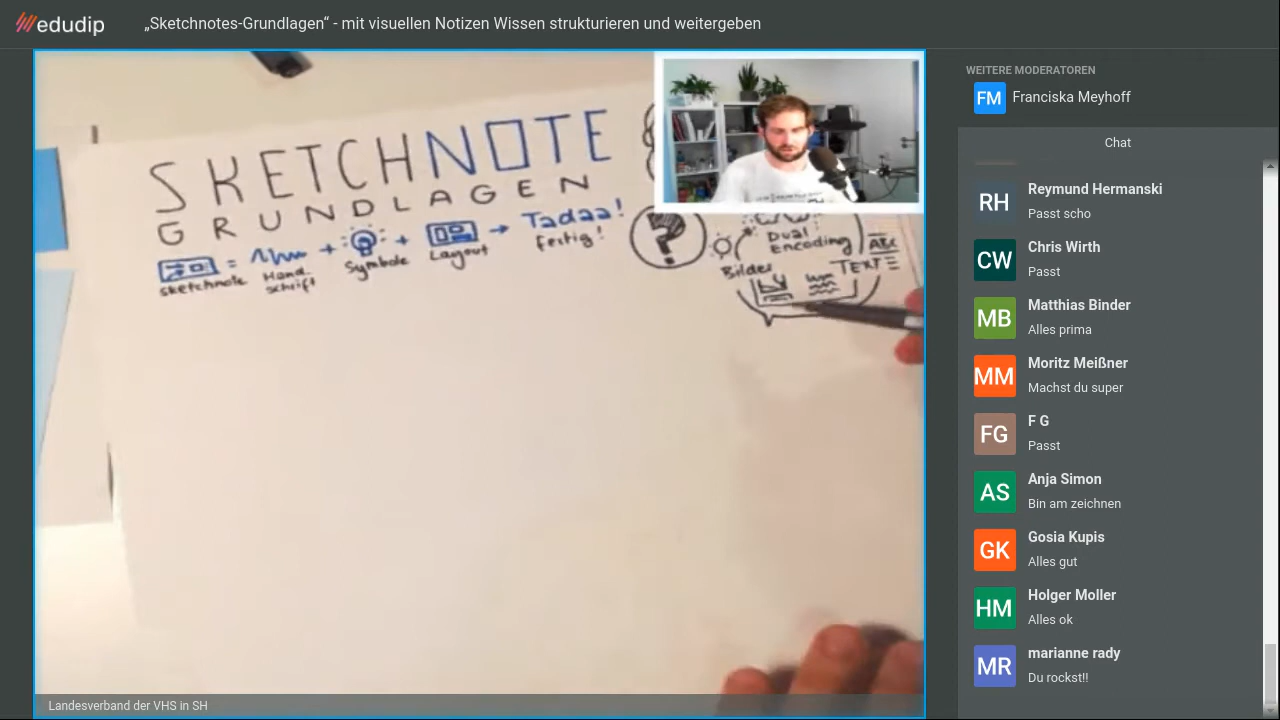 edudip
„Sketchnotes-Grundlagen“ - mit visuellen Notizen Wissen strukturieren und weitergeben
SKETCHNOTE
GRUNDLAGEN
sketchnote = Hand schrift + Symbole + Layout → Tadaa! fertig!
?
Dual
Encoding
Bilder
ABC
TEXT
Landesverband der VHS in SH
WEITERE MODERATOREN
FM Franciska Meyhoff
Chat
RH Reymund Hermanski
Passt scho
CW Chris Wirth
Passt
MB Matthias Binder
Alles prima
MM Moritz Meißner
Machst du super
FG F G
Passt
AS Anja Simon
Bin am zeichnen
GK Gosia Kupis
Alles gut
HM Holger Moller
Alles ok
MR marianne rady
Du rockst!!